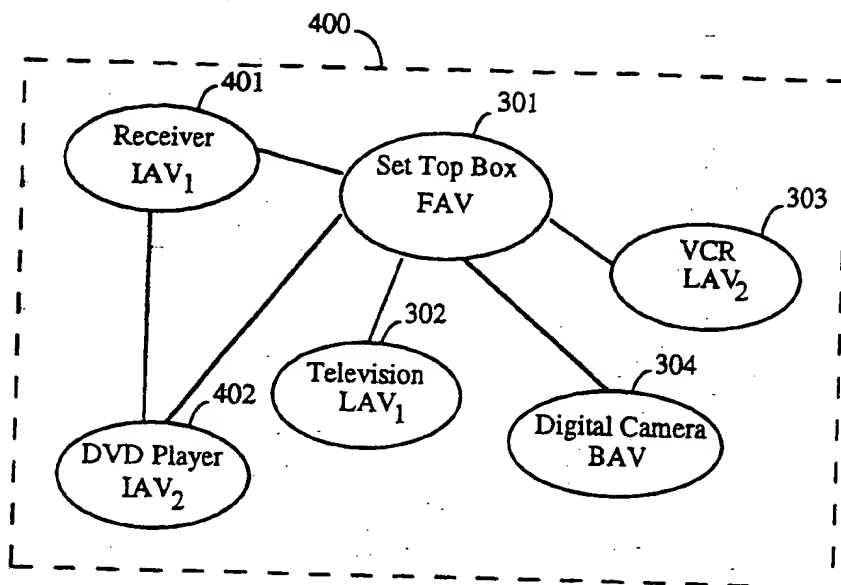 400
401
Receiver
IAV1
301
Set Top Box
FAV
303
VCR
LAV2
302
Television
LAV1
304
Digital Camera
BAV
402
DVD Player
IAV2